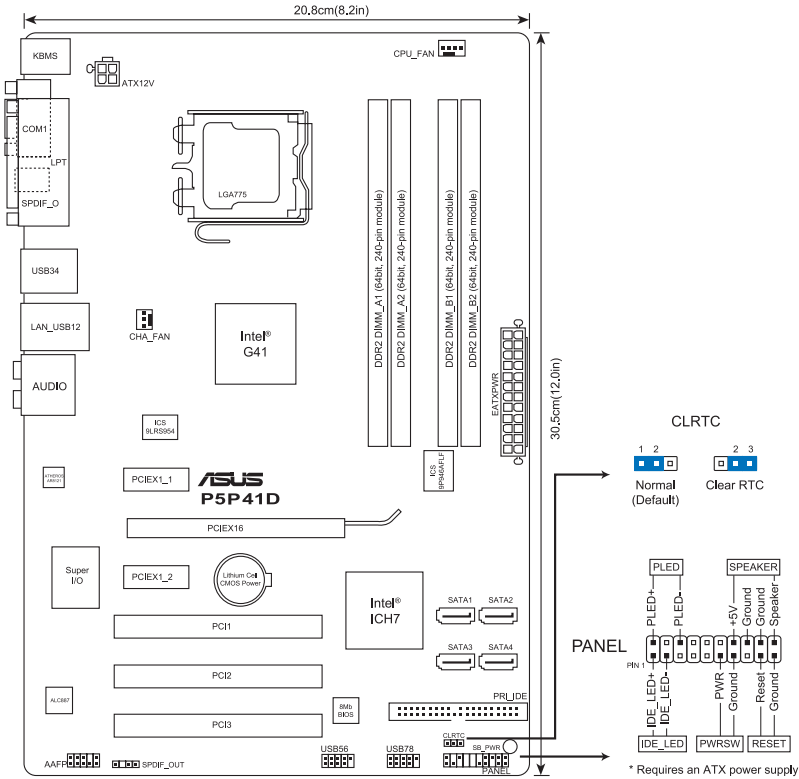 20.8cm(8.2in)
KBMS
ATX12V
CPU_FAN
COM1
LPT
SPDIF_O
LGA775
DDR2 DIMM_A1 (64bit, 240-pin module)
DDR2 DIMM_A2 (64bit, 240-pin module)
DDR2 DIMM_B1 (64bit, 240-pin module)
DDR2 DIMM_B2 (64bit, 240-pin module)
USB34
LAN_USB12
CHA_FAN
Intel®
G41
EATXPWR
30.5cm(12.0in)
AUDIO
ICS
9LRS954
ICS
9P946AFLF
ATHEROS
AR8121
PCIEX1_1
ASUS
P5P41D
PCIEX16
Super
I/O
PCIEX1_2
Lithium Cell
CMOS Power
Intel®
ICH7
SATA1
SATA2
SATA3
SATA4
PCI1
PCI2
PCI3
ALC887
8Mb
BIOS
PRI_IDE
AAFP
SPDIF_OUT
USB56
USB78
CLRTC
SB_PWR
PANEL
CLRTC
1 2
2 3
Normal
(Default)
Clear RTC
PLED
SPEAKER
PLED+
PLED-
+5V
Ground
Ground
Speaker-
PANEL
PIN 1
IDE_LED+
IDE_LED-
PWR
Ground
Reset
Ground
IDE_LED
PWRSW
RESET
* Requires an ATX power supply